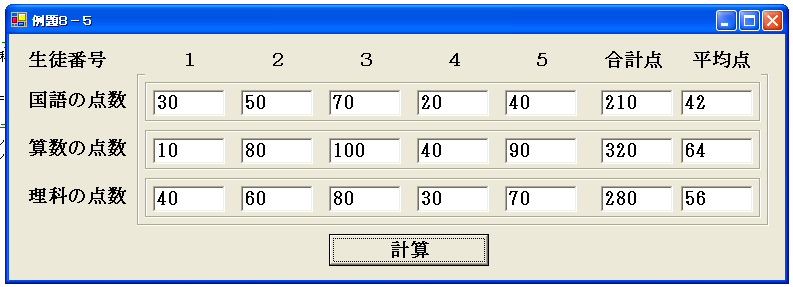 例題8-5
生徒番号 1 2 3 4 5 合計点 平均点
国語の点数 30 50 70 20 40 210 42
算数の点数 10 80 100 40 90 320 64
理科の点数 40 60 80 30 70 280 56
計算